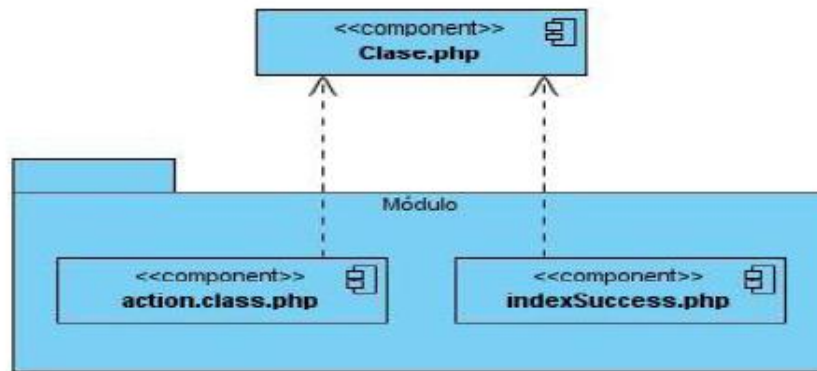 <<component>>
Clase.php
Módulo
<<component>>
action.class.php
<<component>>
indexSuccess.php